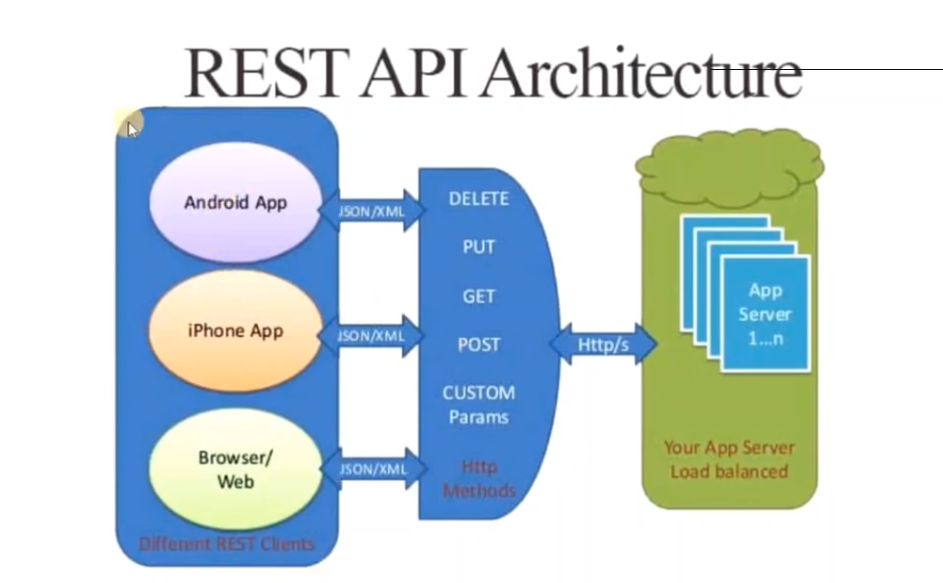 REST API Architecture
Android App
iPhone App
Browser/
Web
Different REST Clients
JSON/XML
JSON/XML
JSON/XML
DELETE
PUT
GET
POST
CUSTOM
Params
Http
Methods
Http/s
App
Server
1...n
Your App Server
Load balanced